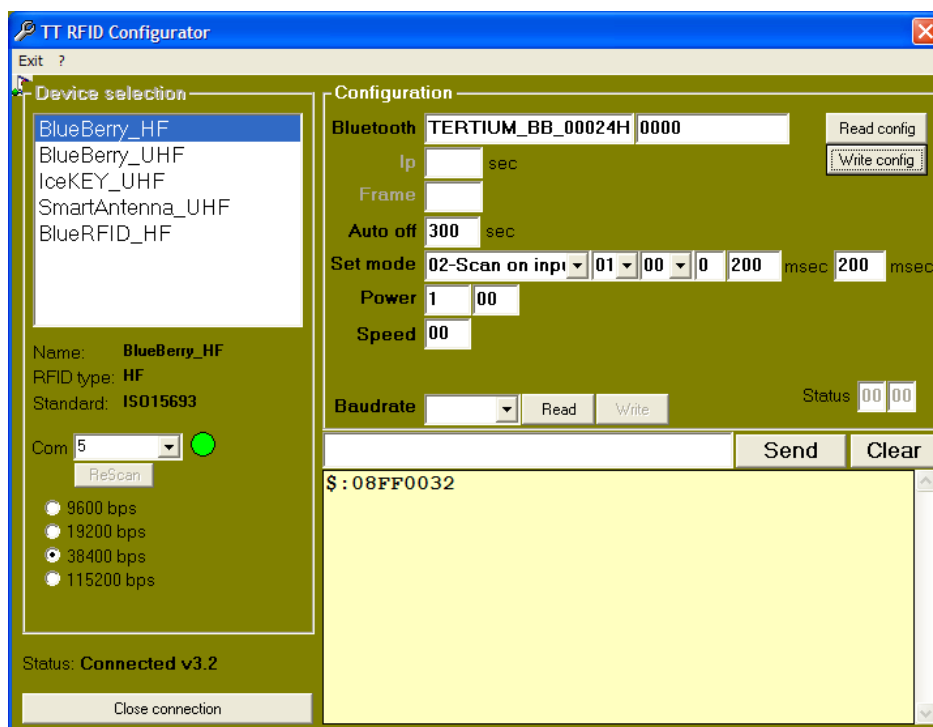 TT RFID Configurator
Exit ?
Device selection
BlueBerry_HF
BlueBerry_UHF
IceKEY_UHF
SmartAntenna_UHF
BlueRFID_HF
Name: BlueBerry_HF
RFID type: HF
Standard: ISO15693
Com 5
ReScan
9600 bps
19200 bps
38400 bps
115200 bps
Status: Connected v3.2
Close connection
Configuration
Bluetooth TERTIUM_BB_00024H 0000 Read config
Ip sec Write config
Frame
Auto off 300 sec
Set mode 02-Scan on inpu 01 00 0 200 msec 200 msec
Power 1 00
Speed 00
Baudrate Read Write Status 00 00
Send Clear
$:08FF0032